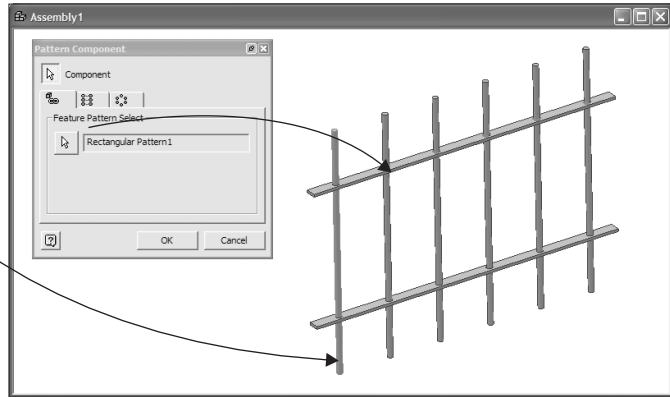 Assembly1
Pattern Component
Component
Feature Pattern Select
Rectangular Pattern1
OK
Cancel